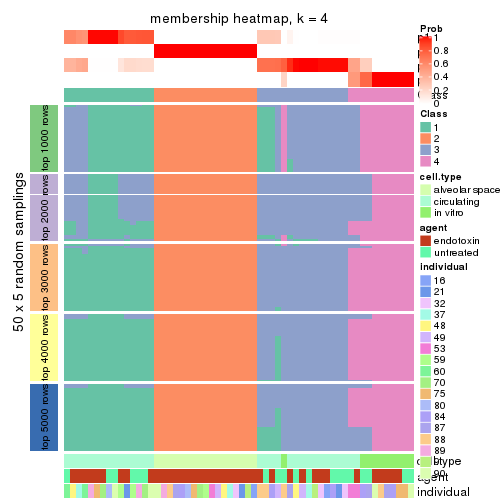 membership heatmap, k = 4
50 x 5 random samplings
top 1000 rows
top 2000 rows
top 3000 rows
top 4000 rows
top 5000 rows
agent
individual
Prob
1
0.8
0.6
0.4
0.2
0
Class
1
2
3
4
cell.type
alveolar space
circulating
in vitro
agent
endotoxin
untreated
individual
16
21
32
37
48
49
53
59
60
70
75
80
84
87
88
89
90